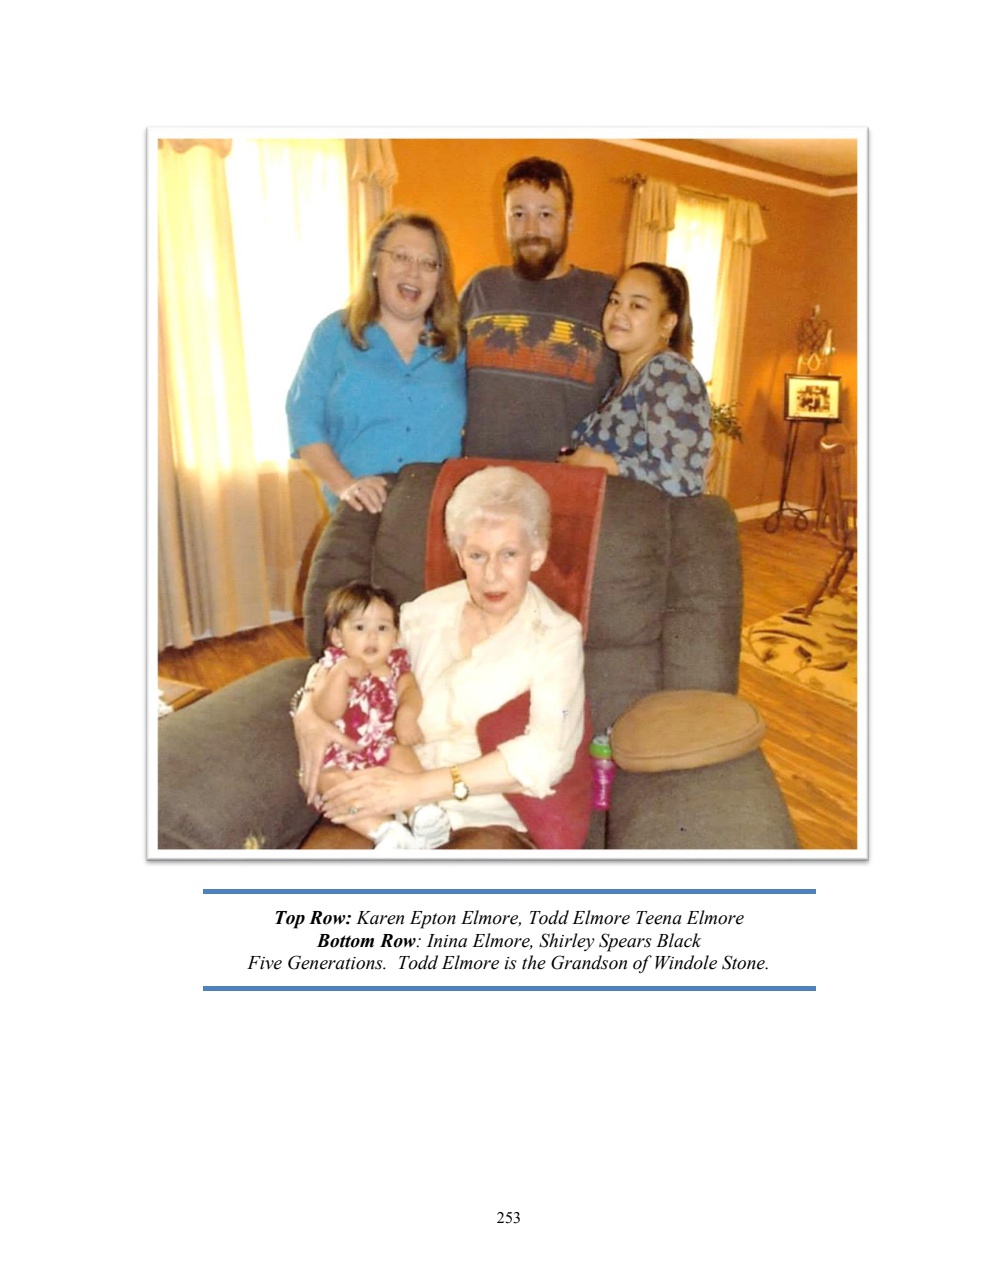 Top Row: Karen Epton Elmore, Todd Elmore Teena Elmore
Bottom Row: Inina Elmore, Shirley Spears Black
Five Generations.  Todd Elmore is the Grandson of Windole Stone.
253